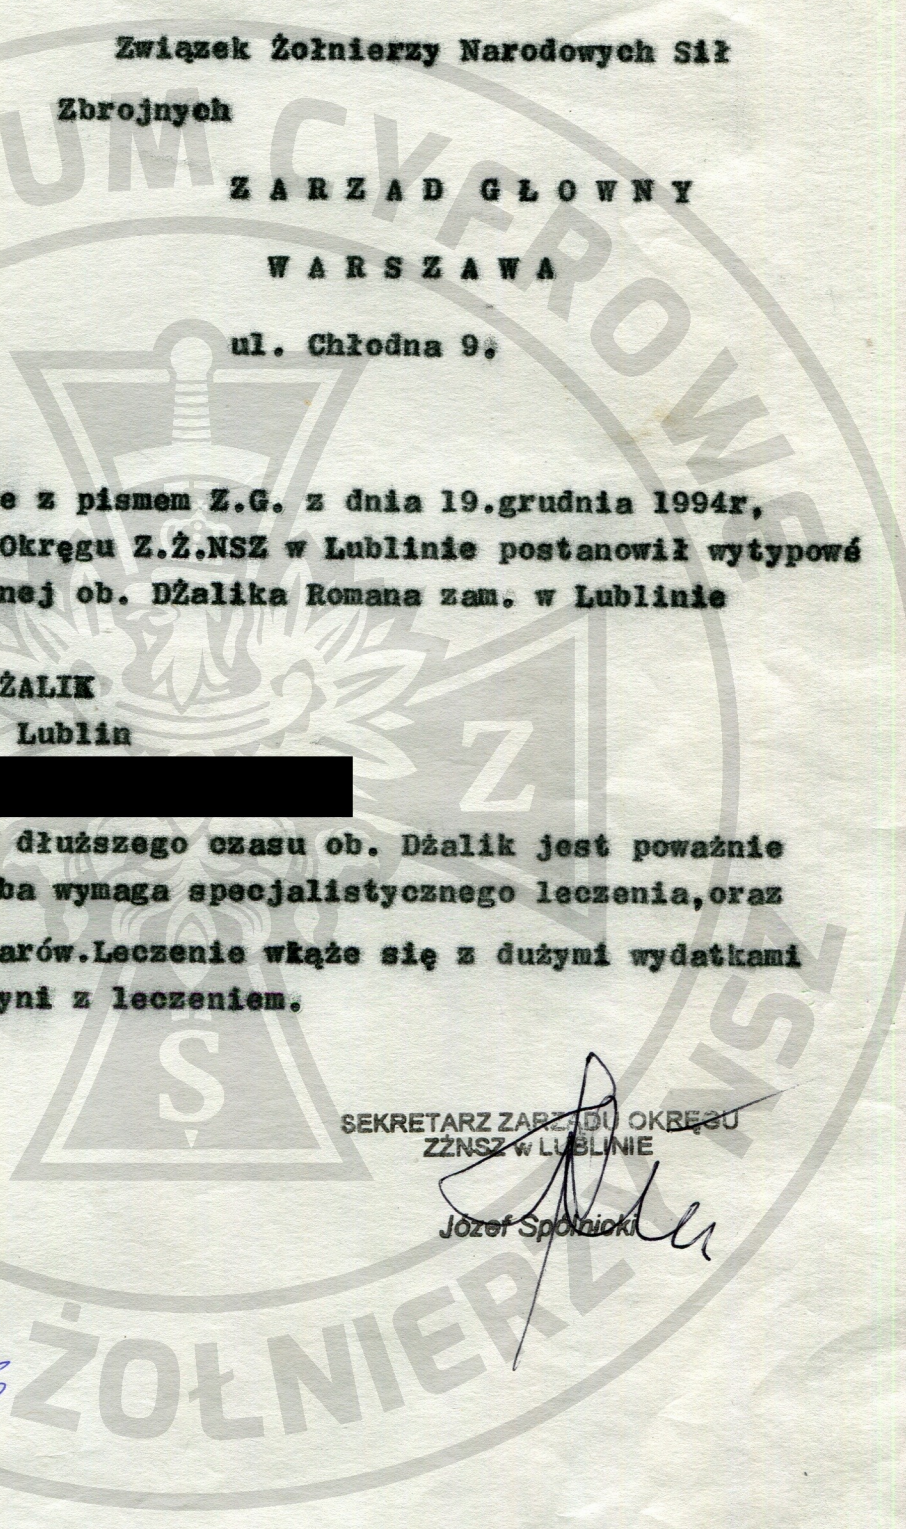 Związek Żołnierzy Narodowych Sił
Zbrojnych
Z A R Z A D G Ł O W N Y
W A R S Z A W A
ul. Chłodna 9.
e z pismem Z.G. z dnia 19.grudnia 1994r,
Okręgu Z.Ż.NSZ w Lublinie postanowił wytypowć
nej ob. DŻalika Romana zam. w Lublinie
ŻALIK
Lublin
dłuższego czasu ob. Dżalik jest poważnie
ba wymaga specjalistycznego leczenia,oraz
arów.Leczenie wiąże się z dużymi wydatkami
yni z leczeniem.
SEKRETARZ ZARZĄDU OKRĘGU
ZŻNSZ w LUBLINIE
Józef Spólnicki
UM CYFROWE
NSZ
ŻOŁNIERZY
Z
S